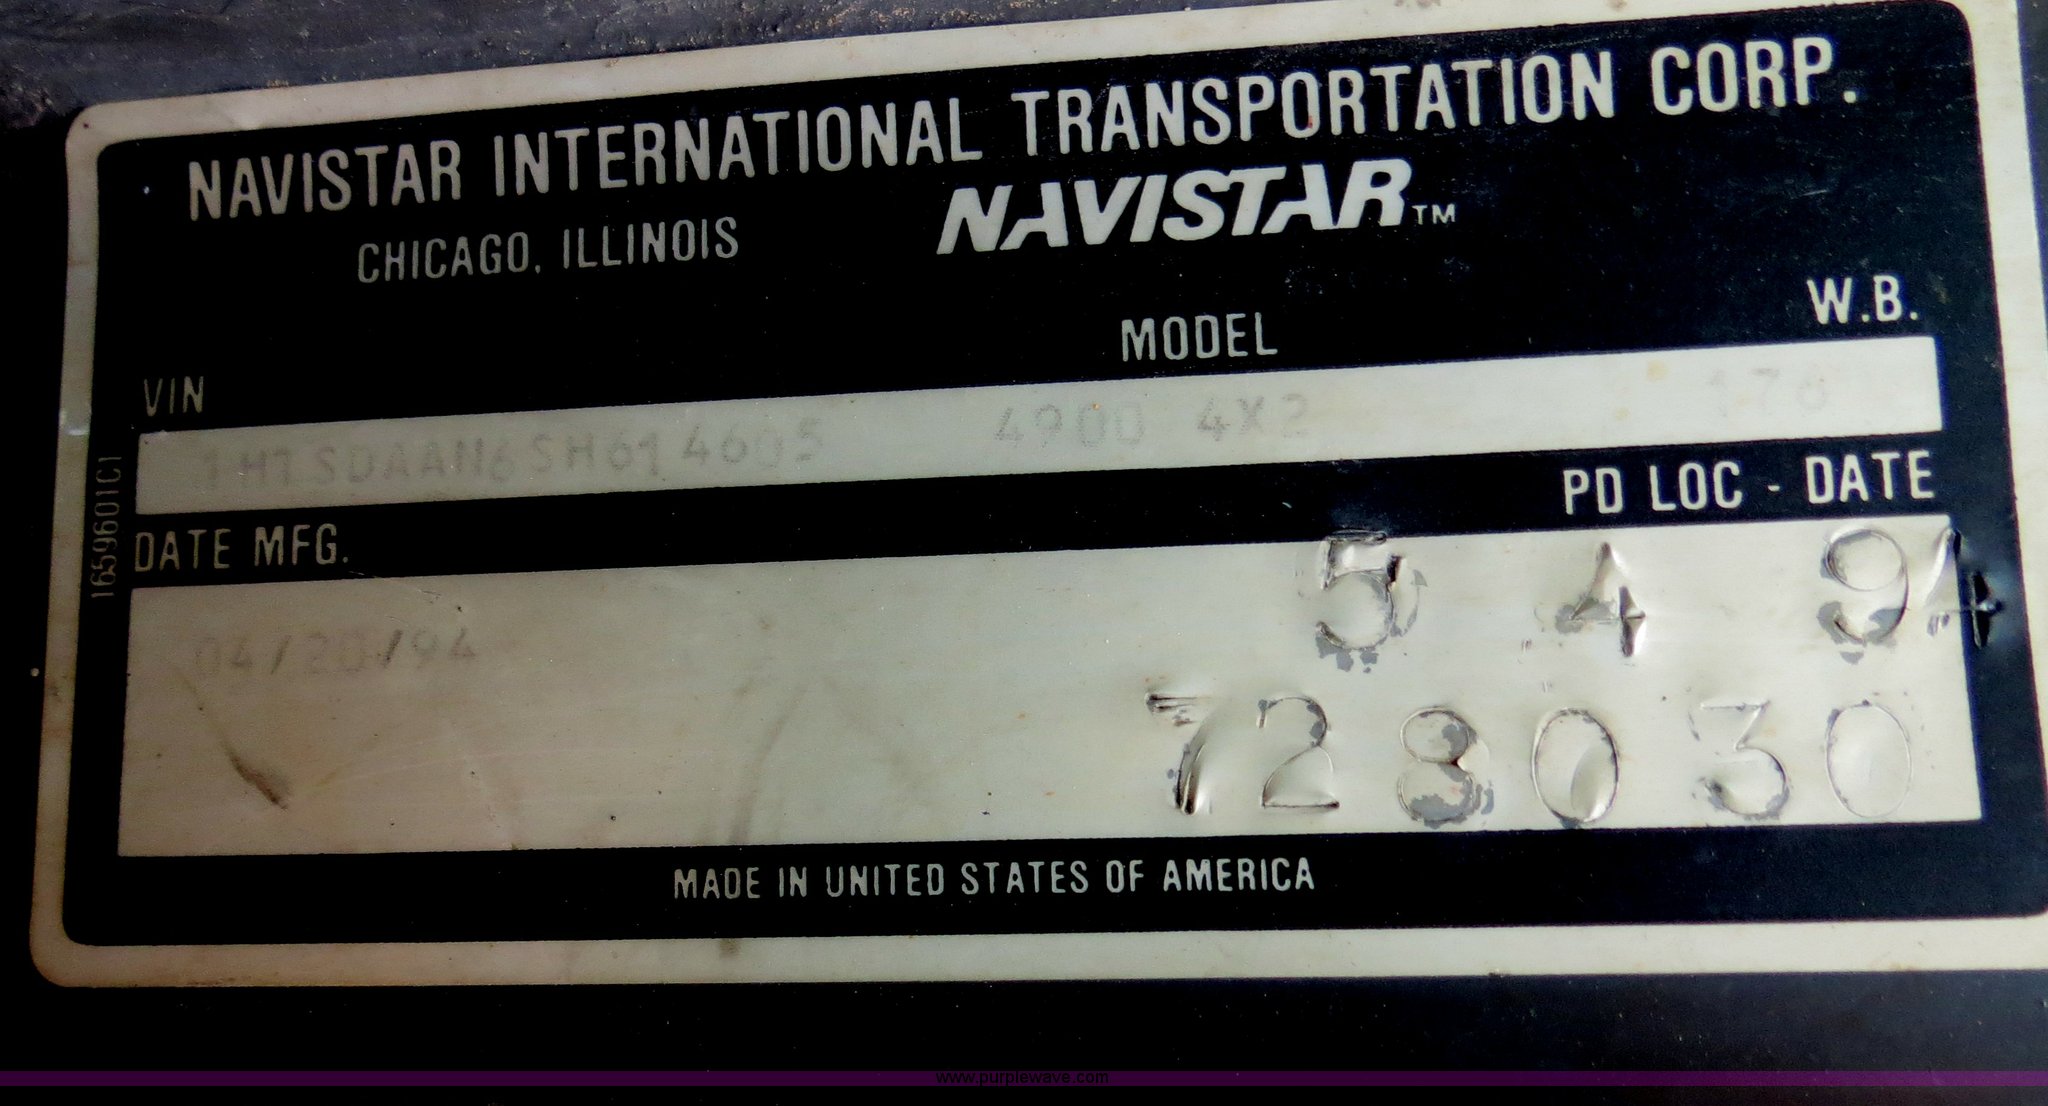 NAVISTAR INTERNATIONAL TRANSPORTATION CORP.
CHICAGO, ILLINOIS NAVISTAR™
VIN MODEL W.B.
1HTSDAAN6SH614605 4900 4X2
DATE MFG. PD LOC - DATE
1659601C1
04/20/94 5 4 94
728030
MADE IN UNITED STATES OF AMERICA
www.purplewave.com